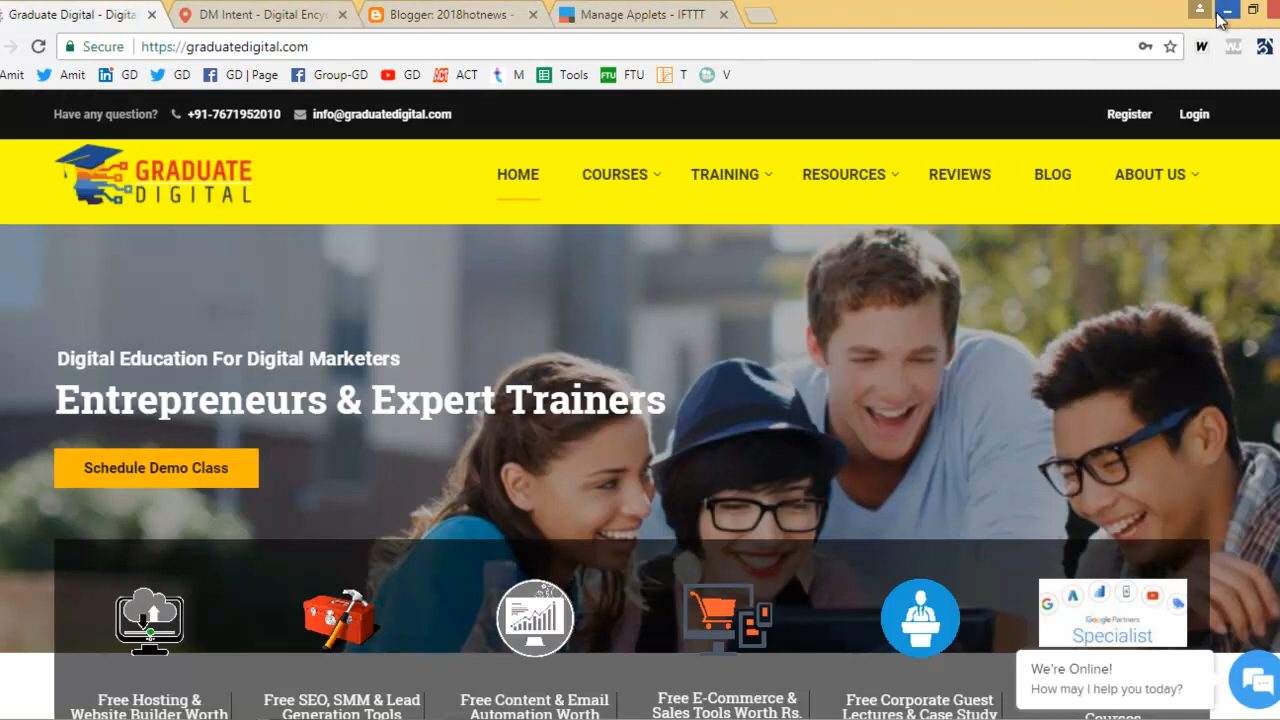 Graduate Digital - Digita
DM Intent - Digital Ency
Blogger: 2018hotnews -
Manage Applets - IFTTT
Secure
https://graduatedigital.com
Amit
Amit
GD
GD
GD | Page
Group-GD
GD
ACT
M
Tools
FTU
FTU
T
V
Have any question?
+91-7671952010
info@graduatedigital.com
Register
Login
GRADUATE
DIGITAL
HOME
COURSES
TRAINING
RESOURCES
REVIEWS
BLOG
ABOUT US
Digital Education For Digital Marketers
Entrepreneurs & Expert Trainers
Schedule Demo Class
Google Partners
Specialist
We're Online!
How may I help you today?
Free Hosting &
Website Builder Worth
Free SEO, SMM & Lead
Generation Tools
Free Content & Email
Automation Worth
Free E-Commerce &
Sales Tools Worth Rs.
Free Corporate Guest
Lectures & Case Study
Courses